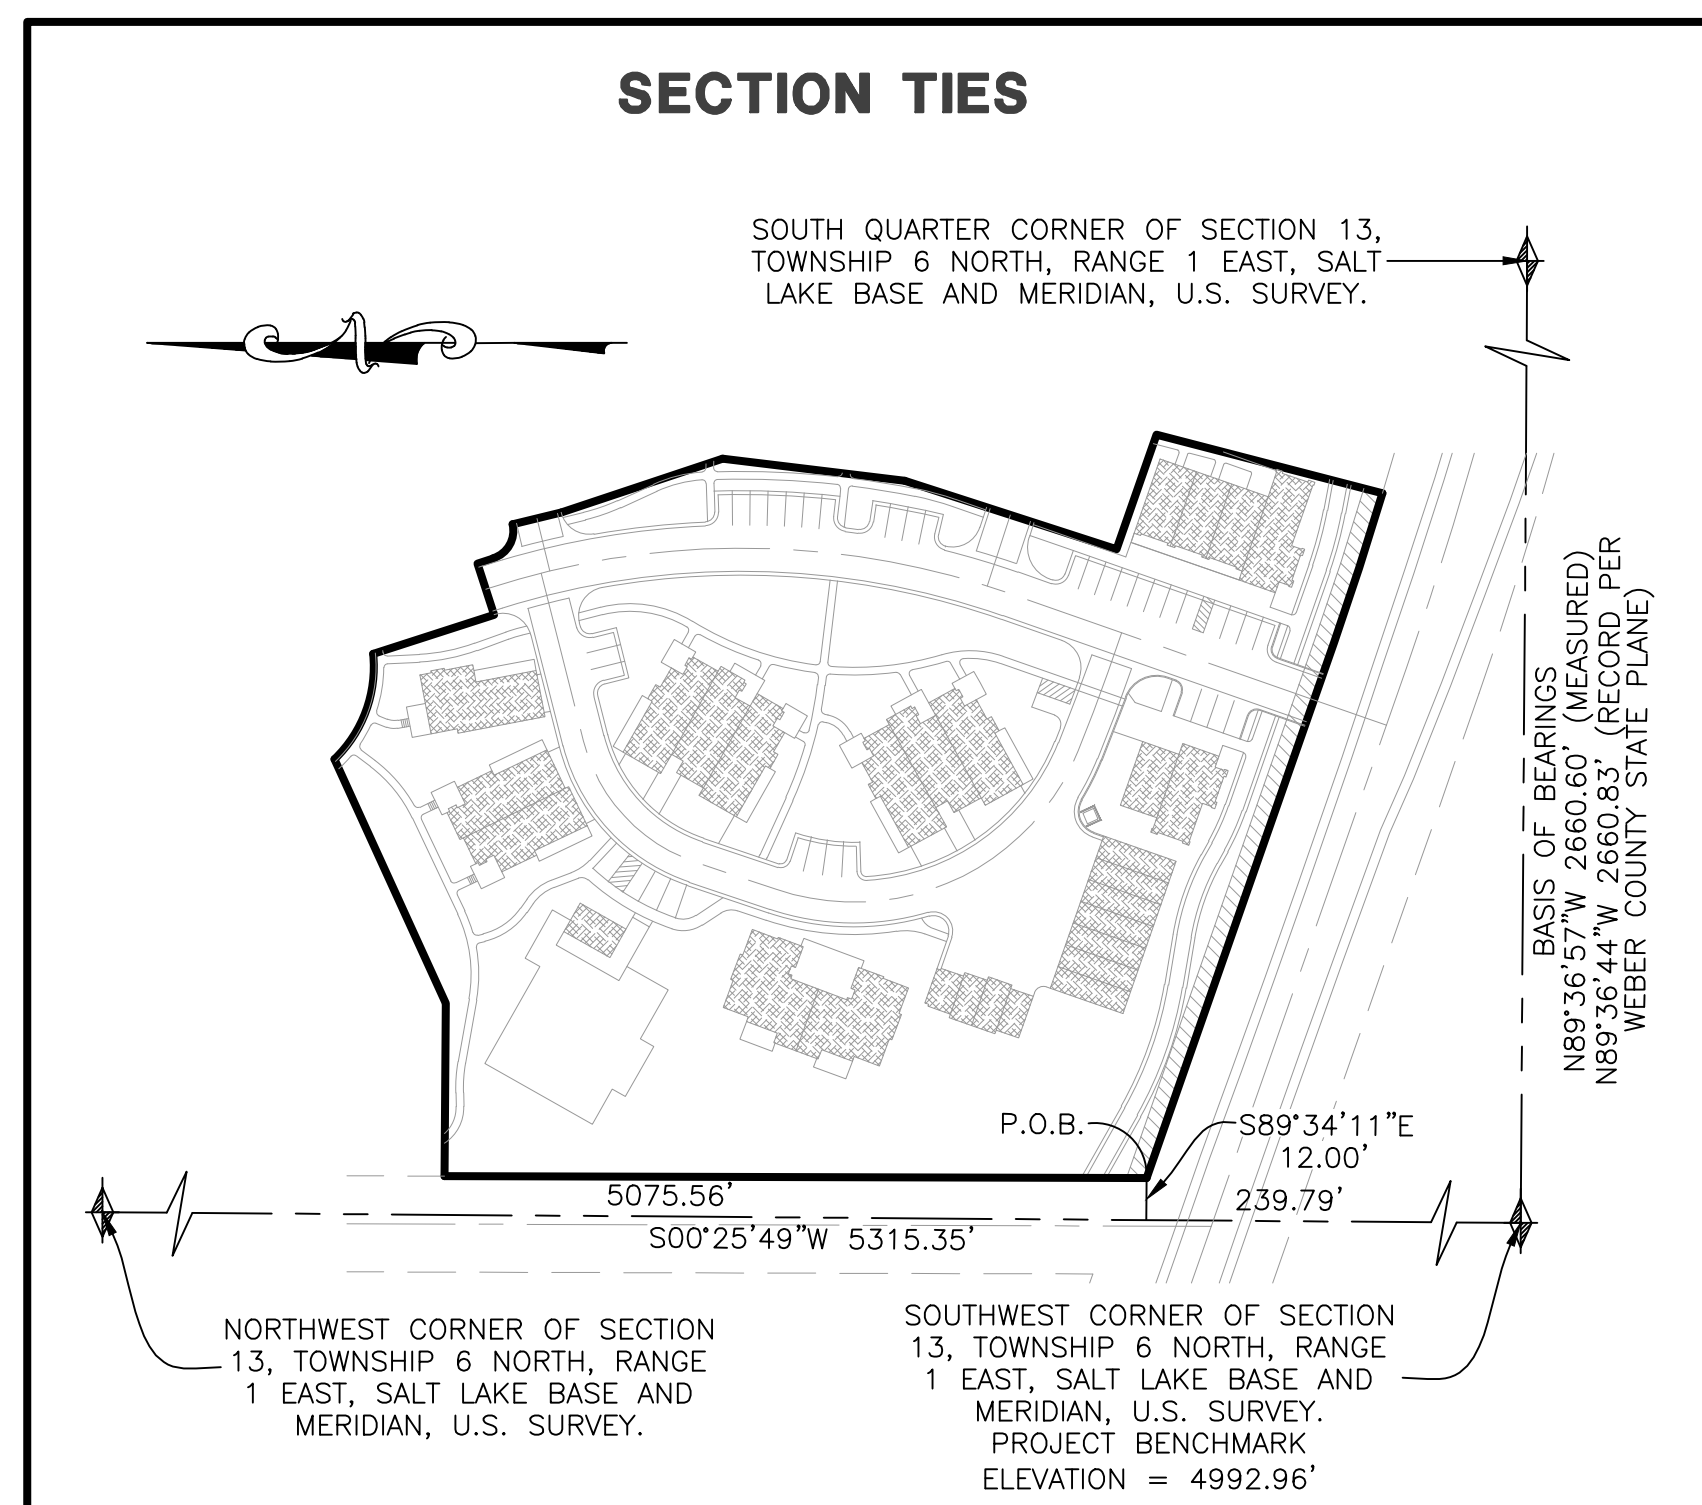 SECTION TIES
SOUTH QUARTER CORNER OF SECTION 13,
TOWNSHIP 6 NORTH, RANGE 1 EAST, SALT
LAKE BASE AND MERIDIAN, U.S. SURVEY.
N
BASIS OF BEARINGS
N89°36'57"W 2660.60' (MEASURED)
N89°36'44"W 2660.83' (RECORD PER
WEBER COUNTY STATE PLANE)
P.O.B.
S89°34'11"E
12.00'
5075.56'
239.79'
S00°25'49"W 5315.35'
NORTHWEST CORNER OF SECTION
13, TOWNSHIP 6 NORTH, RANGE
1 EAST, SALT LAKE BASE AND
MERIDIAN, U.S. SURVEY.
SOUTHWEST CORNER OF SECTION
13, TOWNSHIP 6 NORTH, RANGE
1 EAST, SALT LAKE BASE AND
MERIDIAN, U.S. SURVEY.
PROJECT BENCHMARK
ELEVATION = 4992.96'